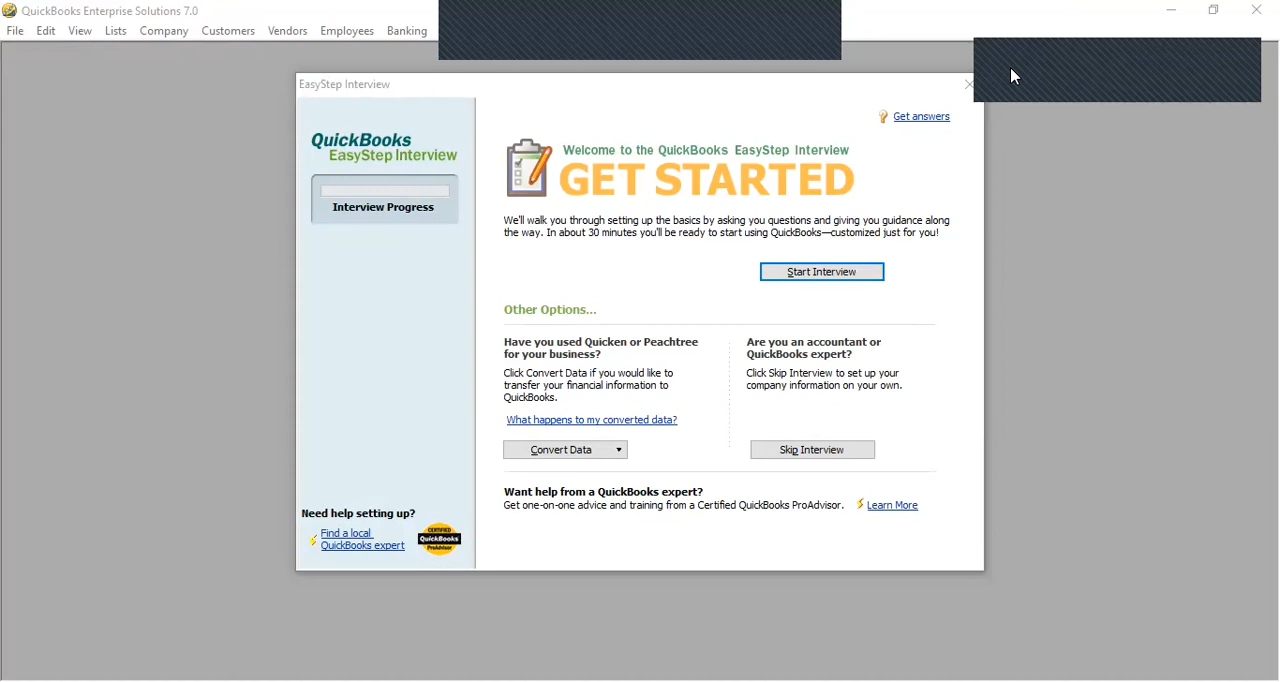 QuickBooks Enterprise Solutions 7.0
File Edit View Lists Company Customers Vendors Employees Banking
EasyStep Interview
Get answers
QuickBooks
EasyStep Interview
Interview Progress
Welcome to the QuickBooks EasyStep Interview
GET STARTED
We'll walk you through setting up the basics by asking you questions and giving you guidance along
the way. In about 30 minutes you'll be ready to start using QuickBooks—customized just for you!
Start Interview
Other Options...
Have you used Quicken or Peachtree
for your business?
Click Convert Data if you would like to
transfer your financial information to
QuickBooks.
What happens to my converted data?
Convert Data
Are you an accountant or
QuickBooks expert?
Click Skip Interview to set up your
company information on your own.
Skip Interview
Want help from a QuickBooks expert?
Get one-on-one advice and training from a Certified QuickBooks ProAdvisor.
Learn More
Need help setting up?
Find a local
QuickBooks expert
CERTIFIED
QuickBooks
ProAdvisor